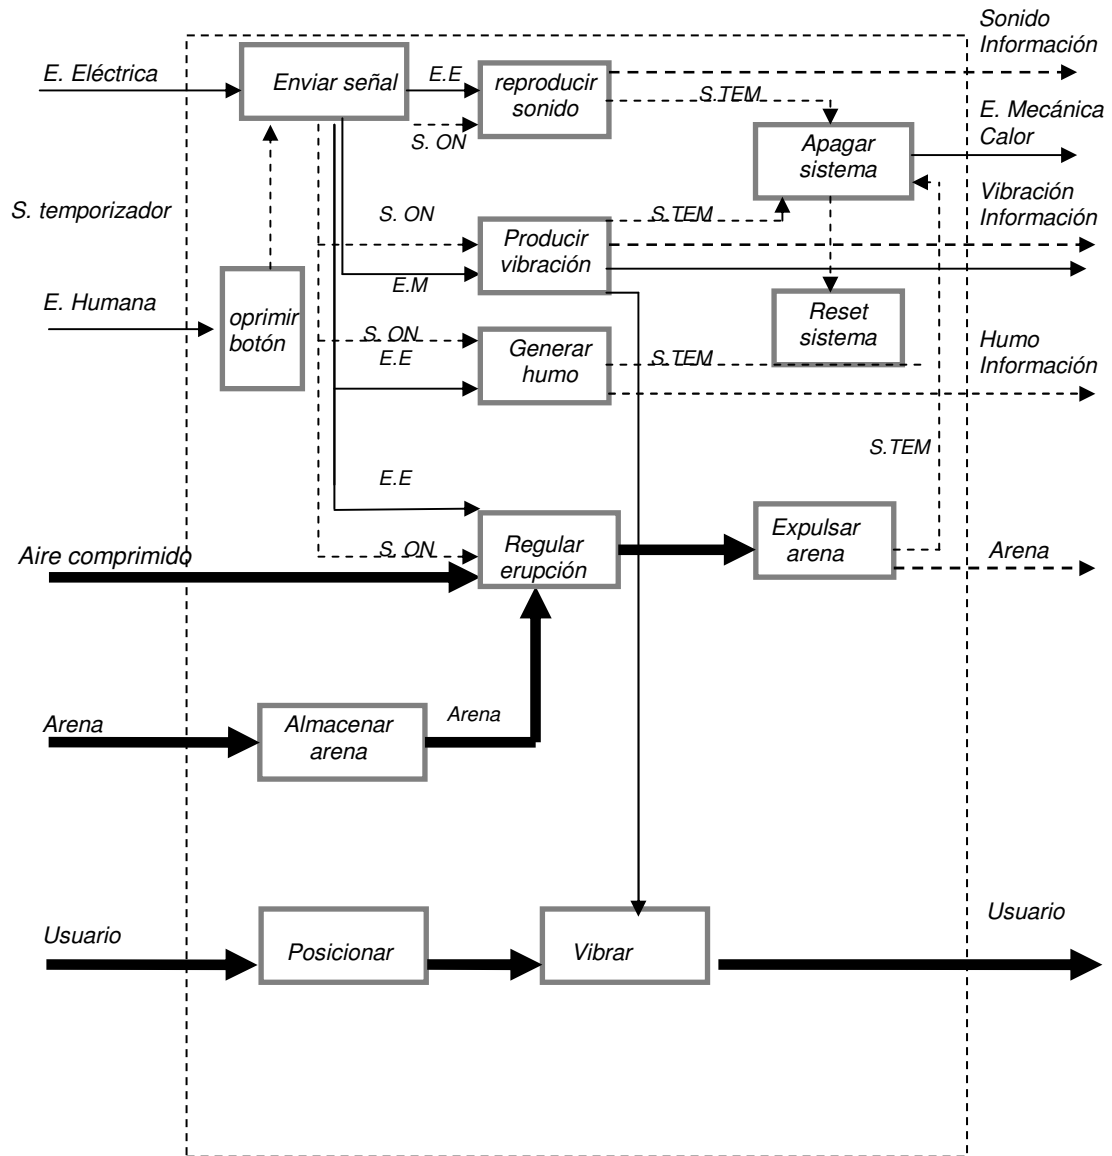 Sonido
Información
E. Eléctrica
Enviar señal
E.E
reproducir
sonido
S.TEM
E. Mecánica
Calor
S. ON
Apagar
sistema
Vibración
Información
S. temporizador
S. ON
S.TEM
Producir
vibración
E.M
E. Humana
oprimir
botón
Reset
sistema
S. ON
Generar
humo
S.TEM
Humo
Información
E.E
S.TEM
E.E
Expulsar
arena
Aire comprimido
S. ON
Regular
erupción
Arena
Arena
Almacenar
arena
Arena
Usuario
Posicionar
Vibrar
Usuario